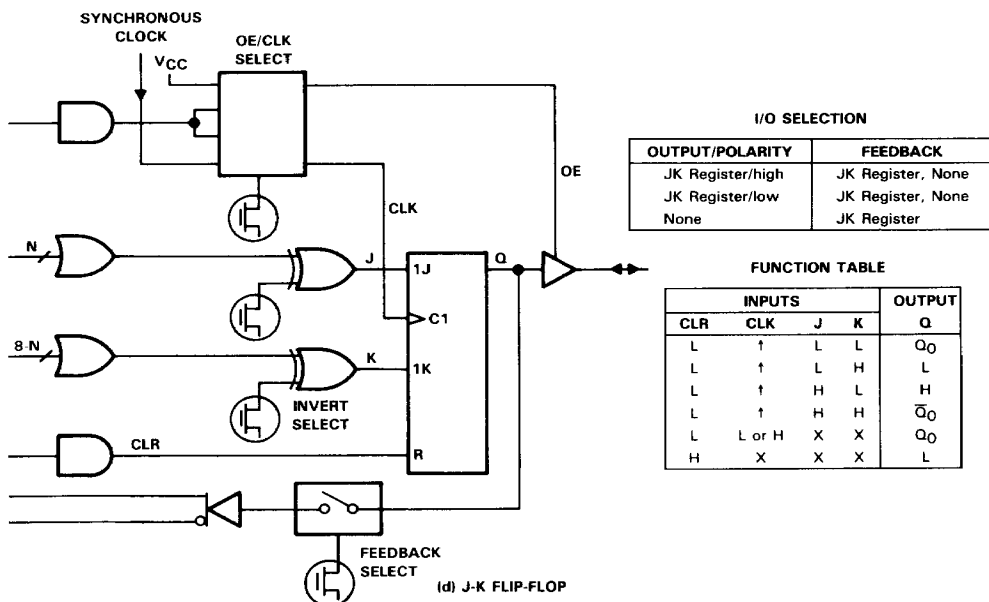 SYNCHRONOUS
CLOCK
OE/CLK
SELECT
VCC
OE
CLK
N
J
1J
Q
C1
8-N
K
1K
INVERT
SELECT
CLR
R
FEEDBACK
SELECT
(d) J-K FLIP-FLOP
I/O SELECTION
OUTPUT/POLARITY FEEDBACK
JK Register/high JK Register, None
JK Register/low JK Register, None
None JK Register
FUNCTION TABLE
INPUTS OUTPUT
CLR CLK J K Q
L ↑ L L Q0
L ↑ L H L
L ↑ H L H
L ↑ H H Q̅0
L L or H X X Q0
H X X X L